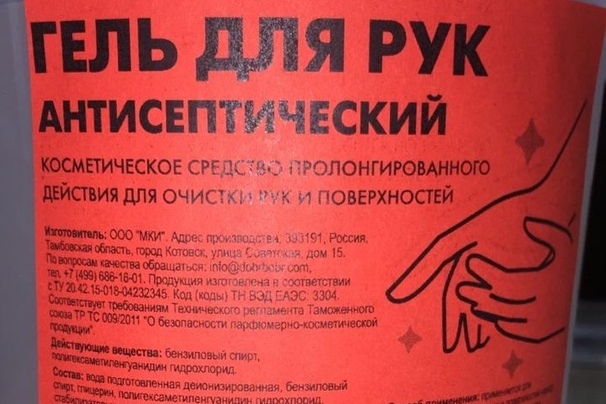 ГЕЛЬ ДЛЯ РУК
АНТИСЕПТИЧЕСКИЙ
КОСМЕТИЧЕСКОЕ СРЕДСТВО ПРОЛОНГИРОВАННОГО
ДЕЙСТВИЯ ДЛЯ ОЧИСТКИ РУК И ПОВЕРХНОСТЕЙ
Изготовитель: ООО "МКИ". Адрес производства: 393191, Россия,
Тамбовская область, город Котовск, улица Советская, дом 15.
По вопросам качества обращаться: info@dobrbobr.com,
тел. +7 (499) 686-16-01. Продукция изготовлена в соответствии
с ТУ 20.42.15-018-04232345. Код (коды) ТН ВЭД ЕАЭС: 3304.
Соответствует требованиям Технического регламента Таможенного
союза ТР ТС 009/2011 "О безопасности парфюмерно-косметической
продукции".
Действующие вещества: бензиловый спирт,
полигексаметиленгуанидин гидрохлорид.
Состав: вода подготовленная деионизированная, бензиловый
спирт, глицерин, полигексаметиленгуанидин гидрохлорид,
применения: применяется для